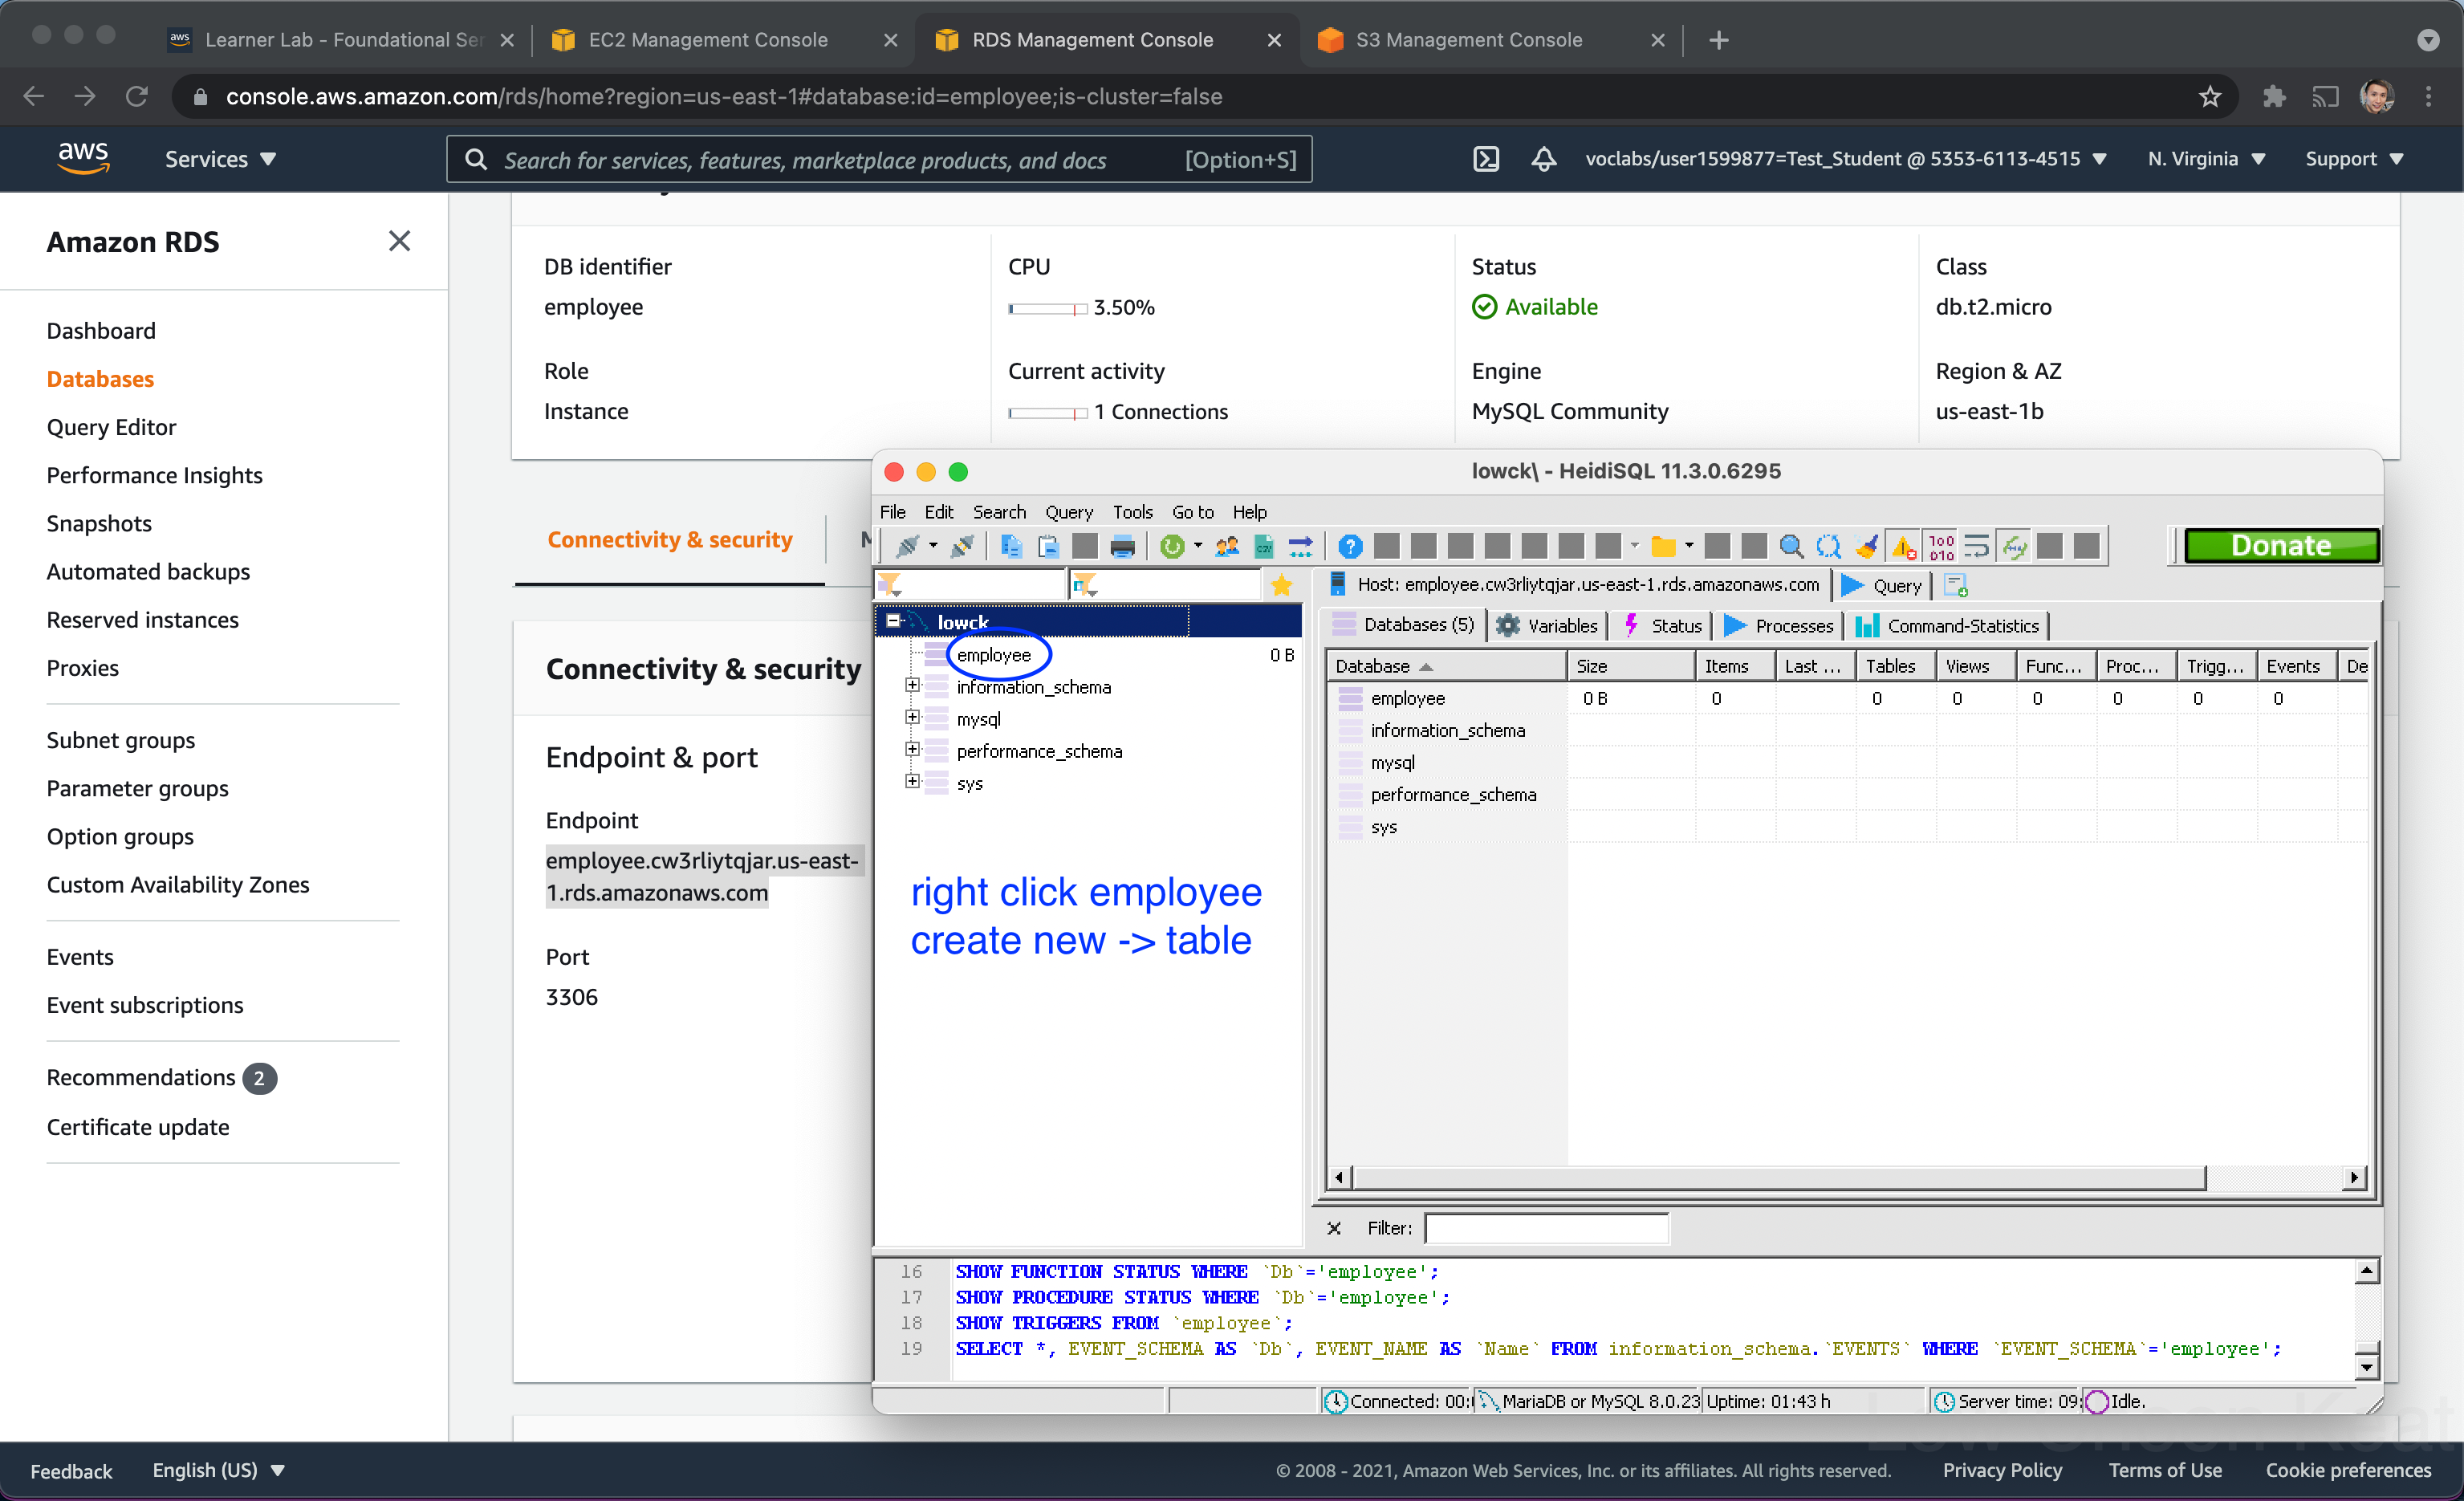 Learner Lab - Foundational Ser
EC2 Management Console
RDS Management Console
S3 Management Console
console.aws.amazon.com/rds/home?region=us-east-1#database:id=employee;is-cluster=false
aws
Services
Search for services, features, marketplace products, and docs
[Option+S]
voclabs/user1599877=Test_Student @ 5353-6113-4515
N. Virginia
Support
Amazon RDS
Dashboard
Databases
Query Editor
Performance Insights
Snapshots
Automated backups
Reserved instances
Proxies
Subnet groups
Parameter groups
Option groups
Custom Availability Zones
Events
Event subscriptions
Recommendations 2
Certificate update
DB identifier
employee
CPU
3.50%
Status
Available
Class
db.t2.micro
Role
Instance
Current activity
1 Connections
Engine
MySQL Community
Region & AZ
us-east-1b
Connectivity & security
Connectivity & security
Endpoint & port
Endpoint
employee.cw3rliytqjar.us-east-
1.rds.amazonaws.com
Port
3306
lowck\ - HeidiSQL 11.3.0.6295
File Edit Search Query Tools Go to Help
Donate
Host: employee.cw3rliytqjar.us-east-1.rds.amazonaws.com
Query
lowck
employee 0 B
information_schema
mysql
performance_schema
sys
right click employee
create new -> table
Databases (5) Variables Status Processes Command-Statistics
Database Size Items Last ... Tables Views Func... Proc... Trigg... Events De
employee 0 B 0 0 0 0 0 0 0
information_schema
mysql
performance_schema
sys
Filter:
16 SHOW FUNCTION STATUS WHERE `Db`='employee';
17 SHOW PROCEDURE STATUS WHERE `Db`='employee';
18 SHOW TRIGGERS FROM `employee`;
19 SELECT *, EVENT_SCHEMA AS `Db`, EVENT_NAME AS `Name` FROM information_schema.`EVENTS` WHERE `EVENT_SCHEMA`='employee';
Connected: 00: MariaDB or MySQL 8.0.23 Uptime: 01:43 h Server time: 09: Idle.
Feedback
English (US)
© 2008 - 2021, Amazon Web Services, Inc. or its affiliates. All rights reserved.
Privacy Policy
Terms of Use
Cookie preferences